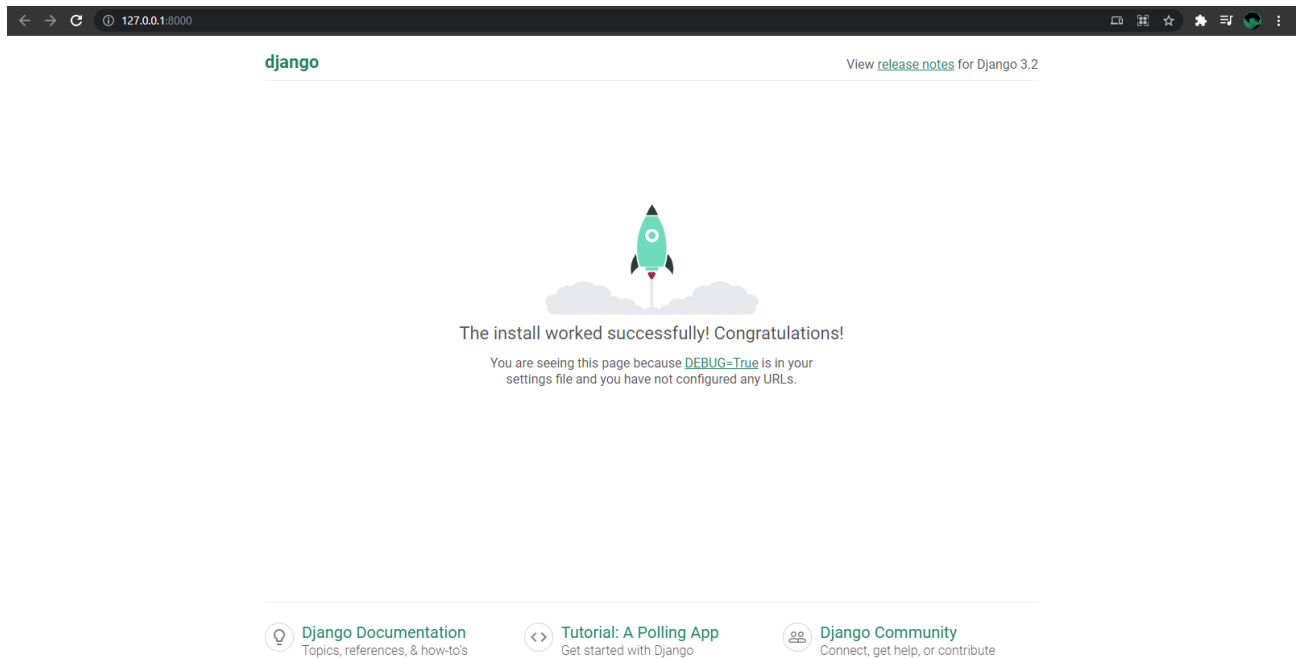 127.0.0.1:8000
django
View release notes for Django 3.2
The install worked successfully! Congratulations!
You are seeing this page because DEBUG=True is in your
settings file and you have not configured any URLs.
Django Documentation
Topics, references, & how-to's
Tutorial: A Polling App
Get started with Django
Django Community
Connect, get help, or contribute